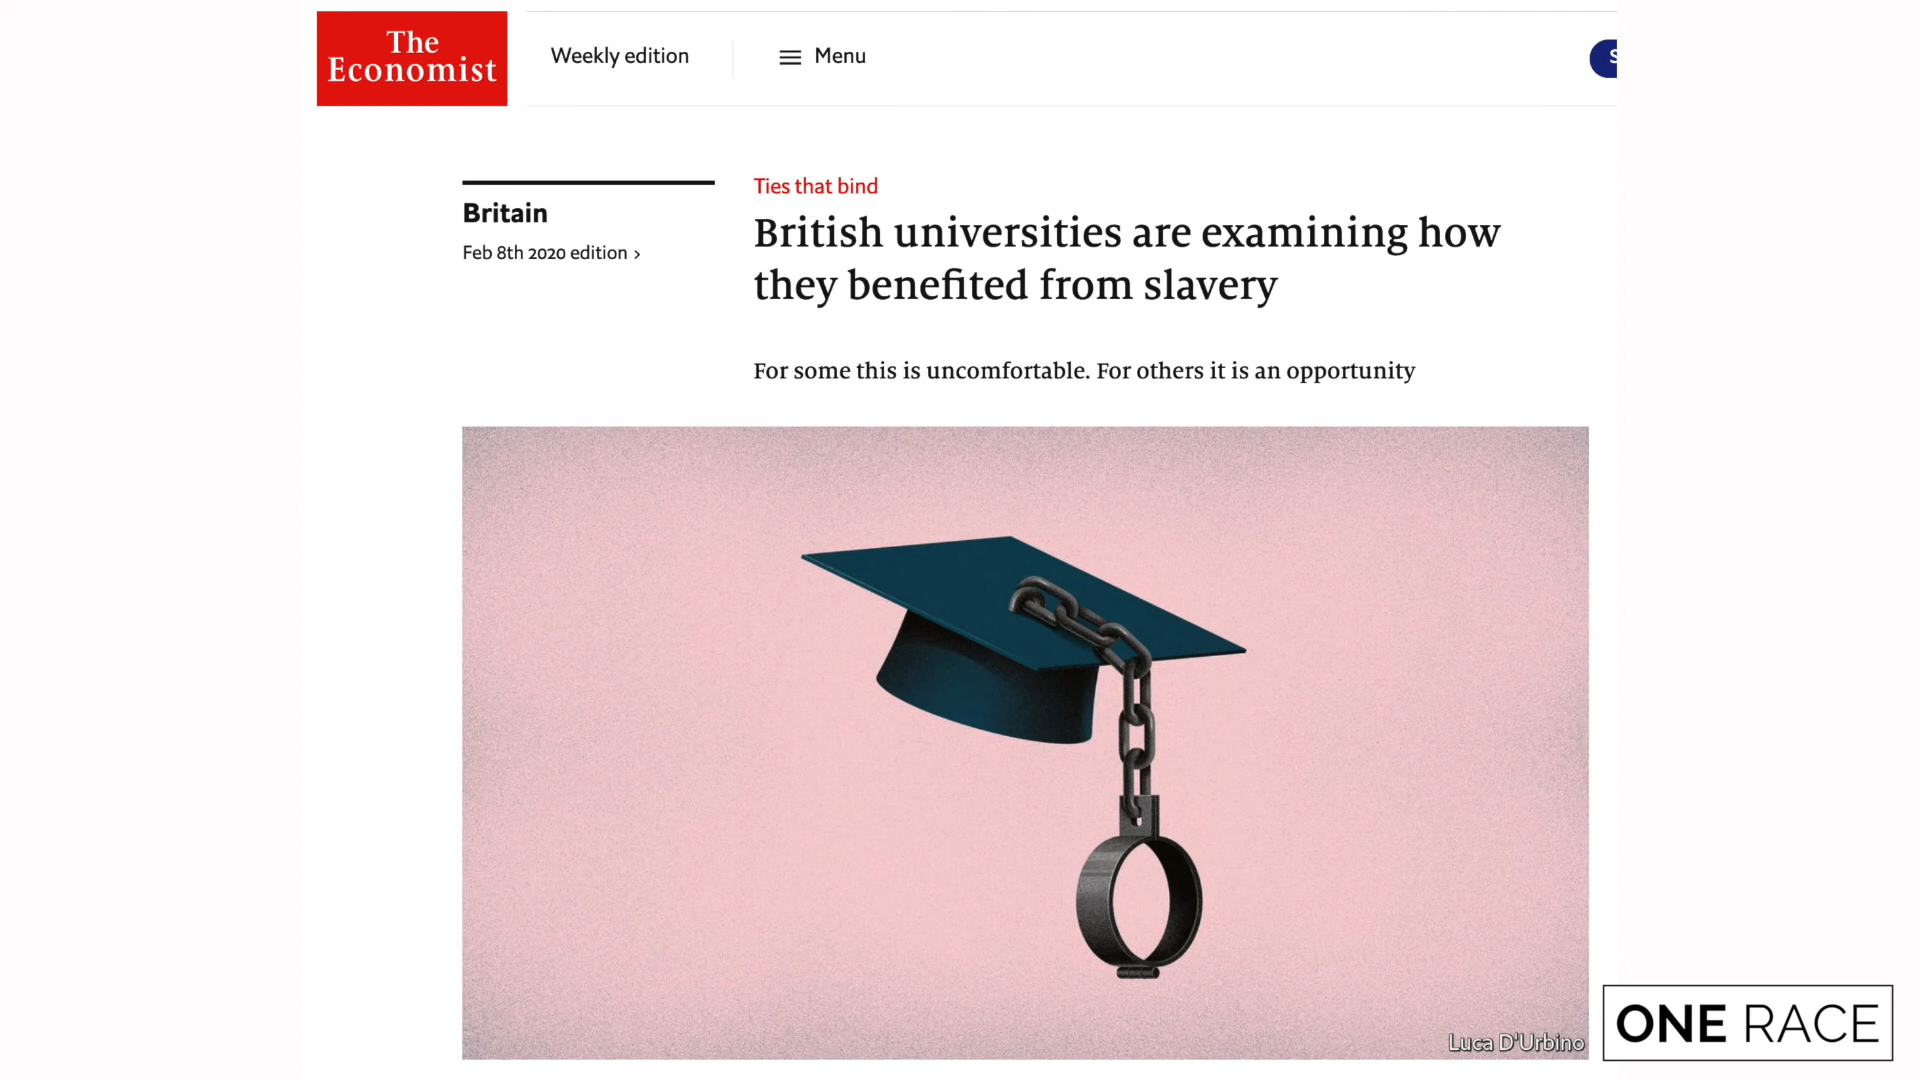 The
Economist
Weekly edition
Menu
S
Britain
Feb 8th 2020 edition >
Ties that bind
British universities are examining how
they benefited from slavery
For some this is uncomfortable. For others it is an opportunity
Luca D'Urbino
ONE RACE